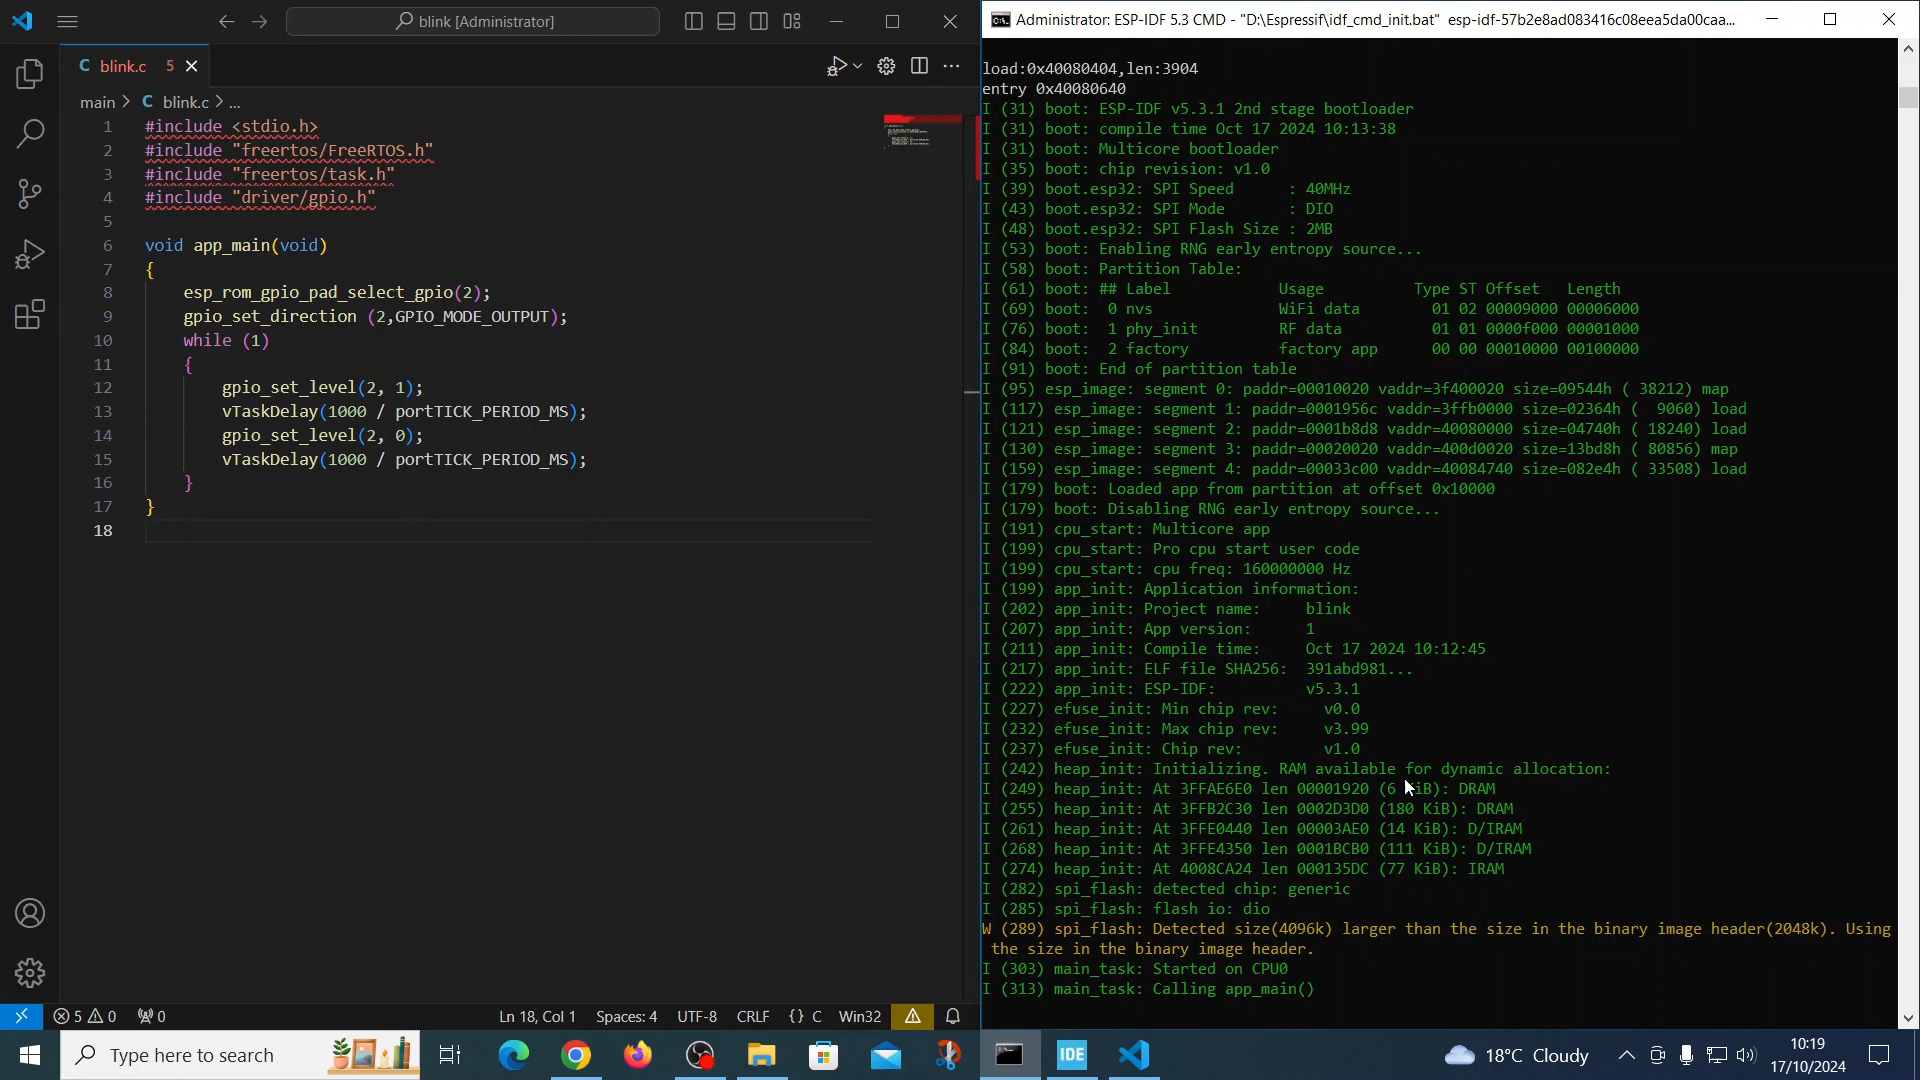 blink [Administrator]
C blink.c 5
main > C blink.c > ...
1 #include <stdio.h>
2 #include "freertos/FreeRTOS.h"
3 #include "freertos/task.h"
4 #include "driver/gpio.h"
5
6 void app_main(void)
7 {
8 esp_rom_gpio_pad_select_gpio(2);
9 gpio_set_direction (2,GPIO_MODE_OUTPUT);
10 while (1)
11 {
12 gpio_set_level(2, 1);
13 vTaskDelay(1000 / portTICK_PERIOD_MS);
14 gpio_set_level(2, 0);
15 vTaskDelay(1000 / portTICK_PERIOD_MS);
16 }
17 }
18
5 0 0 Ln 18, Col 1 Spaces: 4 UTF-8 CRLF {} C Win32
Administrator: ESP-IDF 5.3 CMD - "D:\Espressif\idf_cmd_init.bat" esp-idf-57b2e8ad083416c08eea5da00caa...
load:0x40080404,len:3904
entry 0x40080640
I (31) boot: ESP-IDF v5.3.1 2nd stage bootloader
I (31) boot: compile time Oct 17 2024 10:13:38
I (31) boot: Multicore bootloader
I (35) boot: chip revision: v1.0
I (39) boot.esp32: SPI Speed : 40MHz
I (43) boot.esp32: SPI Mode : DIO
I (48) boot.esp32: SPI Flash Size : 2MB
I (53) boot: Enabling RNG early entropy source...
I (58) boot: Partition Table:
I (61) boot: ## Label Usage Type ST Offset Length
I (69) boot: 0 nvs WiFi data 01 02 00009000 00006000
I (76) boot: 1 phy_init RF data 01 01 0000f000 00001000
I (84) boot: 2 factory factory app 00 00 00010000 00100000
I (91) boot: End of partition table
I (95) esp_image: segment 0: paddr=00010020 vaddr=3f400020 size=09544h ( 38212) map
I (117) esp_image: segment 1: paddr=0001956c vaddr=3ffb0000 size=02364h ( 9060) load
I (121) esp_image: segment 2: paddr=0001b8d8 vaddr=40080000 size=04740h ( 18240) load
I (130) esp_image: segment 3: paddr=00020020 vaddr=400d0020 size=13bd8h ( 80856) map
I (159) esp_image: segment 4: paddr=00033c00 vaddr=40084740 size=082e4h ( 33508) load
I (179) boot: Loaded app from partition at offset 0x10000
I (179) boot: Disabling RNG early entropy source...
I (191) cpu_start: Multicore app
I (199) cpu_start: Pro cpu start user code
I (199) cpu_start: cpu freq: 160000000 Hz
I (199) app_init: Application information:
I (202) app_init: Project name: blink
I (207) app_init: App version: 1
I (211) app_init: Compile time: Oct 17 2024 10:12:45
I (217) app_init: ELF file SHA256: 391abd981...
I (222) app_init: ESP-IDF: v5.3.1
I (227) efuse_init: Min chip rev: v0.0
I (232) efuse_init: Max chip rev: v3.99
I (237) efuse_init: Chip rev: v1.0
I (242) heap_init: Initializing. RAM available for dynamic allocation:
I (249) heap_init: At 3FFAE6E0 len 00001920 (6 KiB): DRAM
I (255) heap_init: At 3FFB2C30 len 0002D3D0 (180 KiB): DRAM
I (261) heap_init: At 3FFE0440 len 00003AE0 (14 KiB): D/IRAM
I (268) heap_init: At 3FFE4350 len 0001BCB0 (111 KiB): D/IRAM
I (274) heap_init: At 4008CA24 len 000135DC (77 KiB): IRAM
I (282) spi_flash: detected chip: generic
I (285) spi_flash: flash io: dio
W (289) spi_flash: Detected size(4096k) larger than the size in the binary image header(2048k). Using
the size in the binary image header.
I (303) main_task: Started on CPU0
I (313) main_task: Calling app_main()
Type here to search
IDE
18°C Cloudy
10:19
17/10/2024